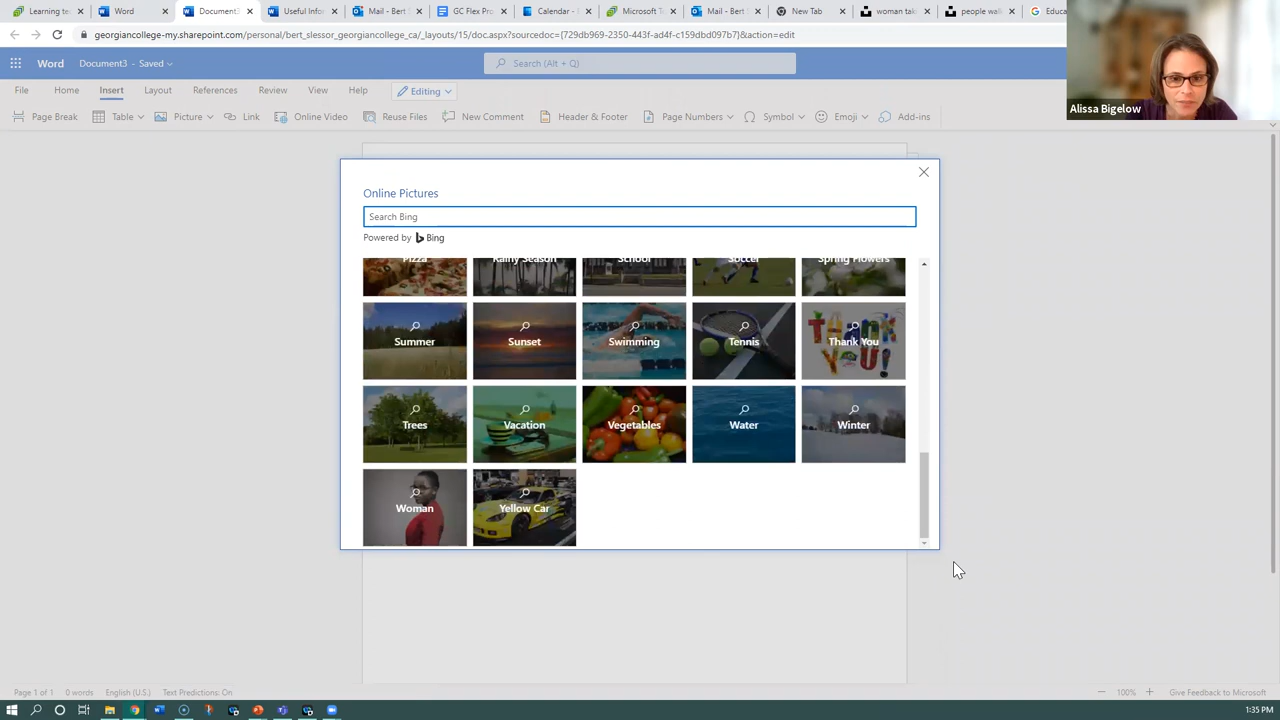 Learning te
Word
Document3
Useful Infor
Mail - Bert S
GC Flex Pro
Calendar - B
Microsoft Te
Mail - Bert S
New Tab
woman tak
people walk
Educa
georgiancollege-my.sharepoint.com/personal/bert_slessor_georgiancollege_ca/_layouts/15/doc.aspx?sourcedoc={729db969-2350-443f-ad4f-c159dbd097b7}&action=edit
Word Document3 - Saved
Search (Alt + Q)
File Home Insert Layout References Review View Help Editing
Alissa Bigelow
Page Break Table Picture Link Online Video Reuse Files New Comment Header & Footer Page Numbers Symbol Emoji Add-ins
Online Pictures
Search Bing
Powered by Bing
Pizza Rainy Season School Soccer Spring Flowers
Summer Sunset Swimming Tennis Thank You
THANK YOU!
Trees Vacation Vegetables Water Winter
Woman Yellow Car
Page 1 of 1 0 words English (U.S.) Text Predictions: On 100% Give Feedback to Microsoft
1:35 PM